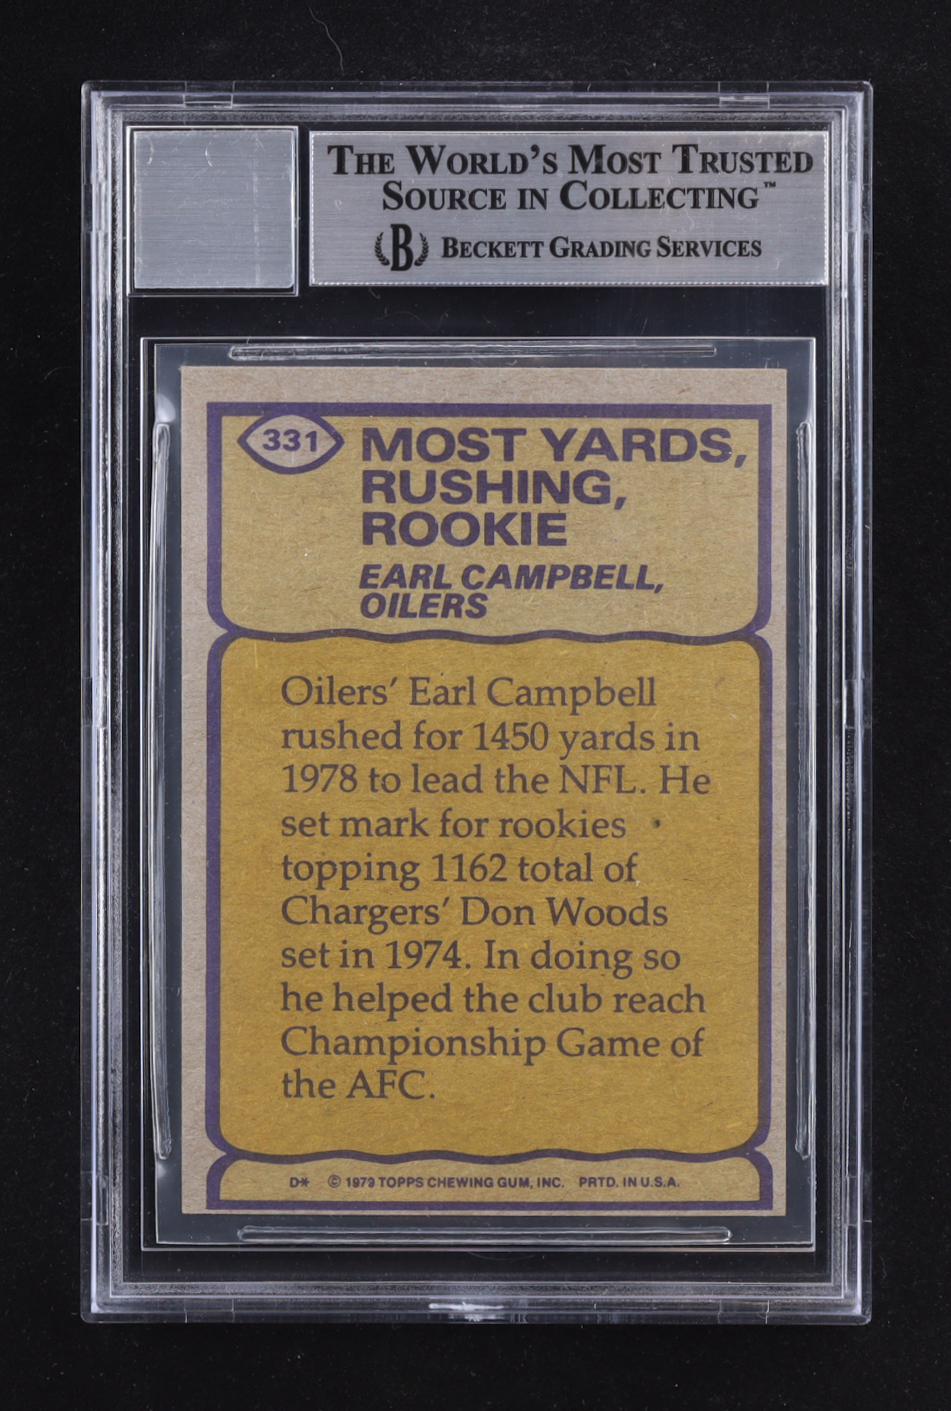 THE WORLD'S MOST TRUSTED
SOURCE IN COLLECTING™
B BECKETT GRADING SERVICES
331
MOST YARDS,
RUSHING,
ROOKIE
EARL CAMPBELL,
OILERS
Oilers' Earl Campbell
rushed for 1450 yards in
1978 to lead the NFL. He
set mark for rookies
topping 1162 total of
Chargers' Don Woods
set in 1974. In doing so
he helped the club reach
Championship Game of
the AFC.
D* © 1979 TOPPS CHEWING GUM, INC. PRTD. IN U.S.A.